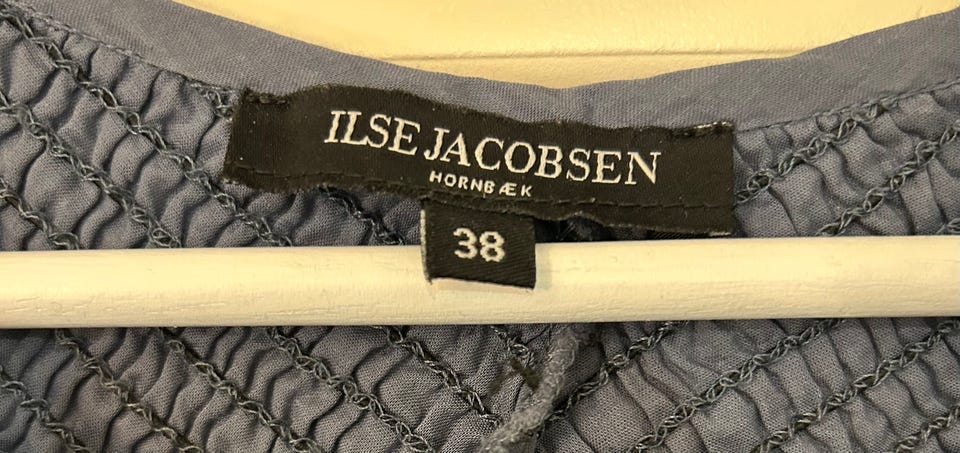 ILSE JACOBSEN
HORNBÆK
38